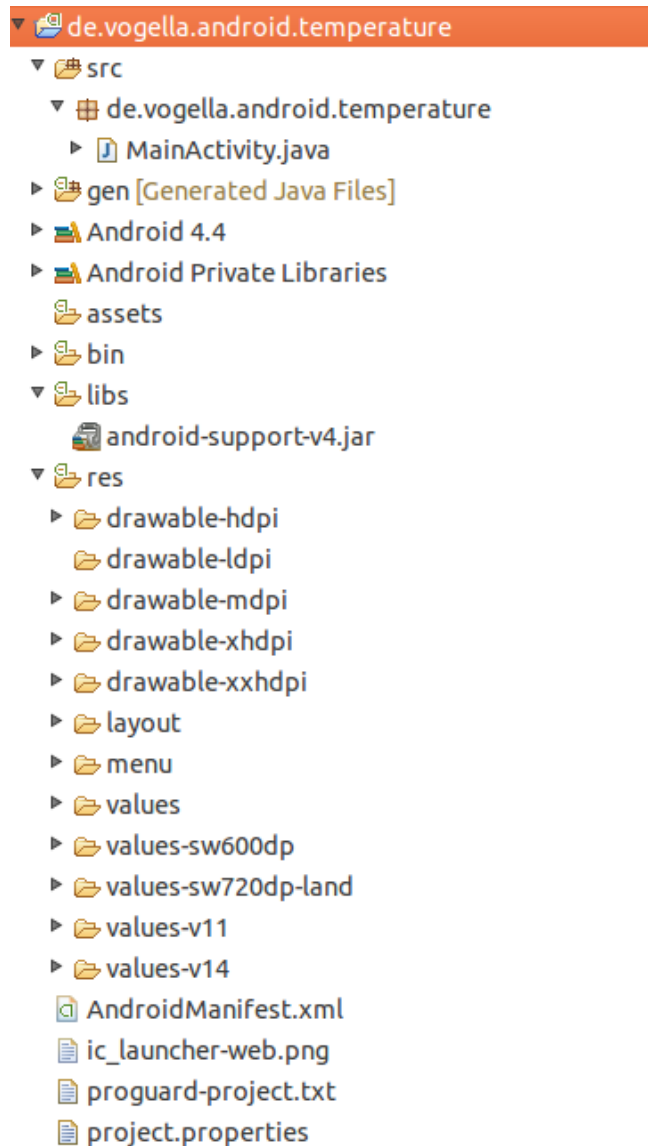 de.vogella.android.temperature
src
de.vogella.android.temperature
MainActivity.java
gen [Generated Java Files]
Android 4.4
Android Private Libraries
assets
bin
libs
android-support-v4.jar
res
drawable-hdpi
drawable-ldpi
drawable-mdpi
drawable-xhdpi
drawable-xxhdpi
layout
menu
values
values-sw600dp
values-sw720dp-land
values-v11
values-v14
AndroidManifest.xml
ic_launcher-web.png
proguard-project.txt
project.properties